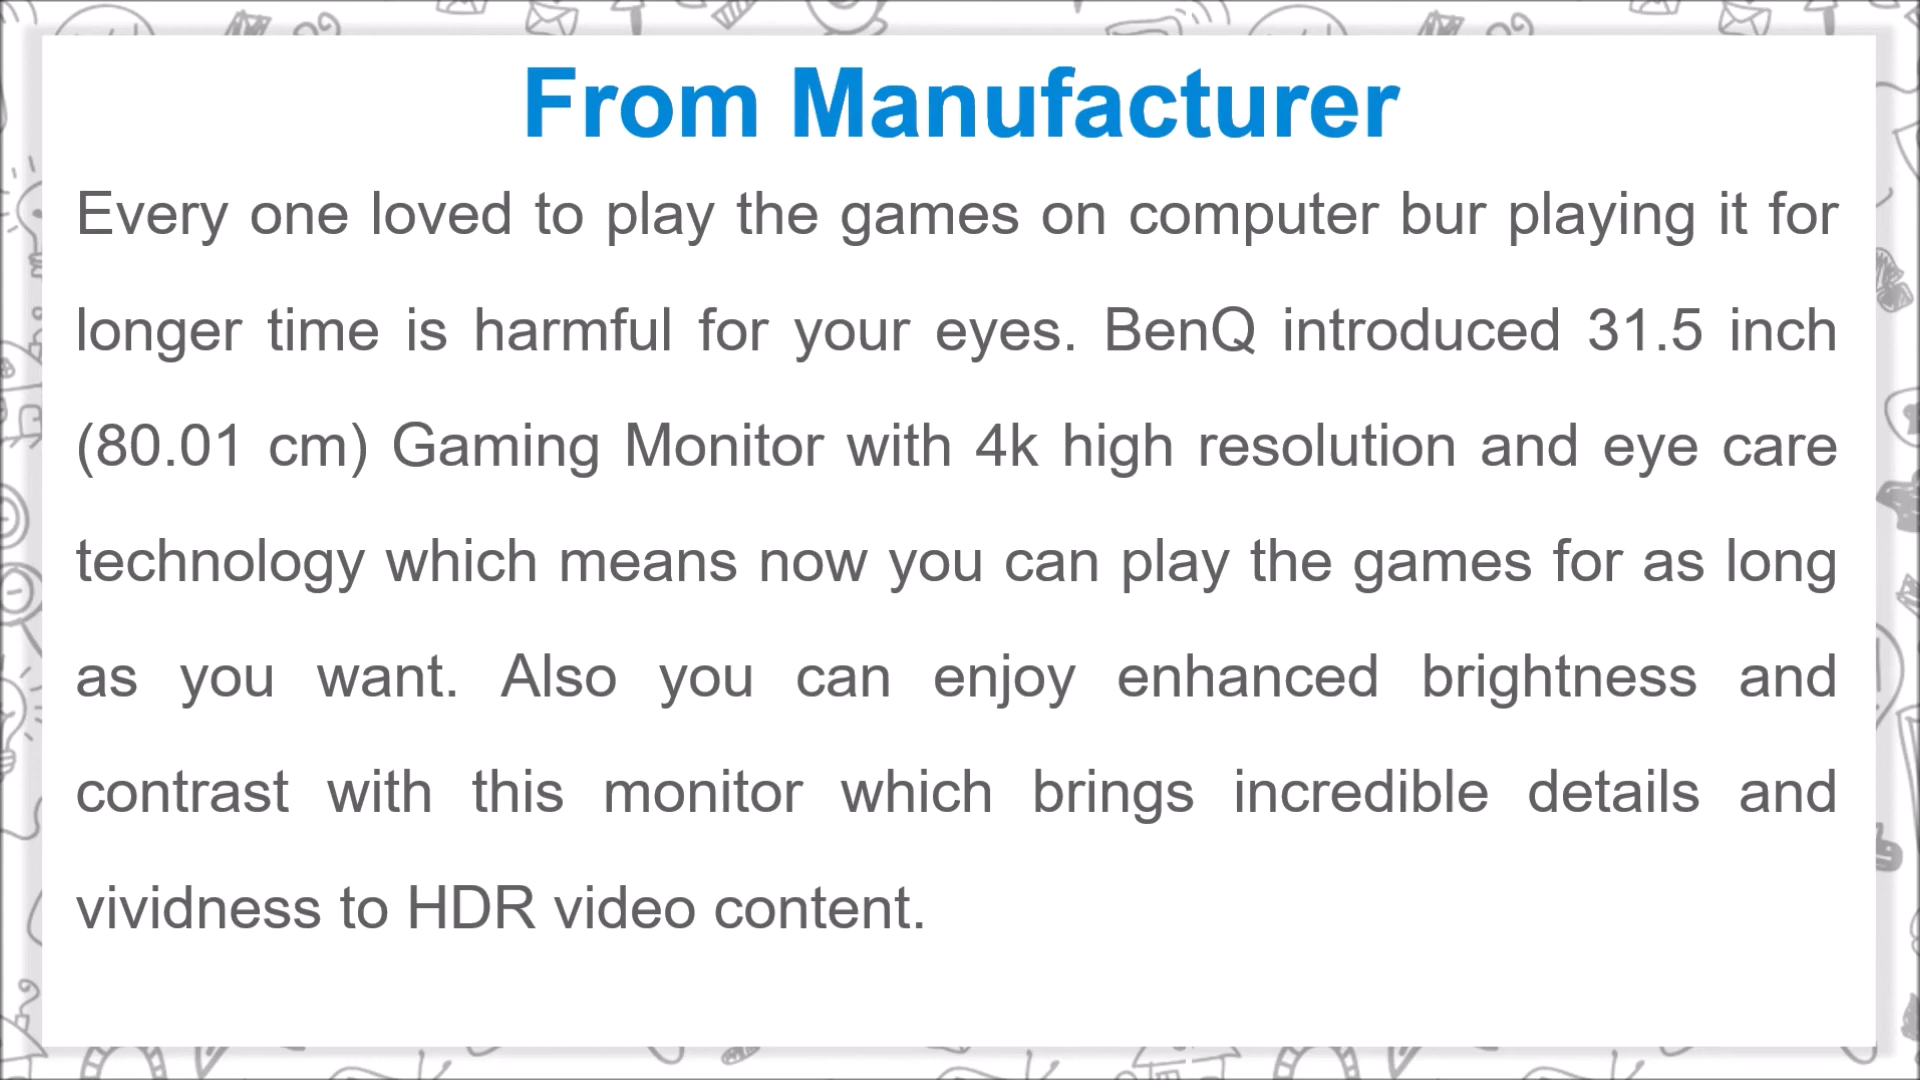 From Manufacturer
Every one loved to play the games on computer bur playing it for
longer time is harmful for your eyes. BenQ introduced 31.5 inch
(80.01 cm) Gaming Monitor with 4k high resolution and eye care
technology which means now you can play the games for as long
as you want. Also you can enjoy enhanced brightness and
contrast with this monitor which brings incredible details and
vividness to HDR video content.